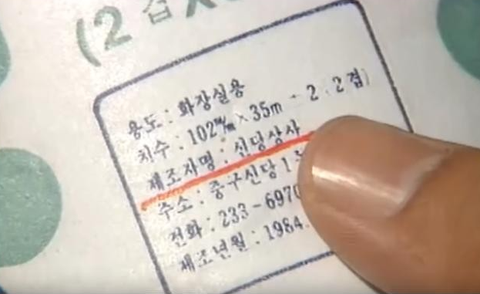 (2 겹
용도 : 화장실용
치수 : 102㎜ × 35m - 2 (2겹)
제조자명 : 신당상사
주소 : 중구신당1
전화 : 233-6970
제조년월 : 1984.